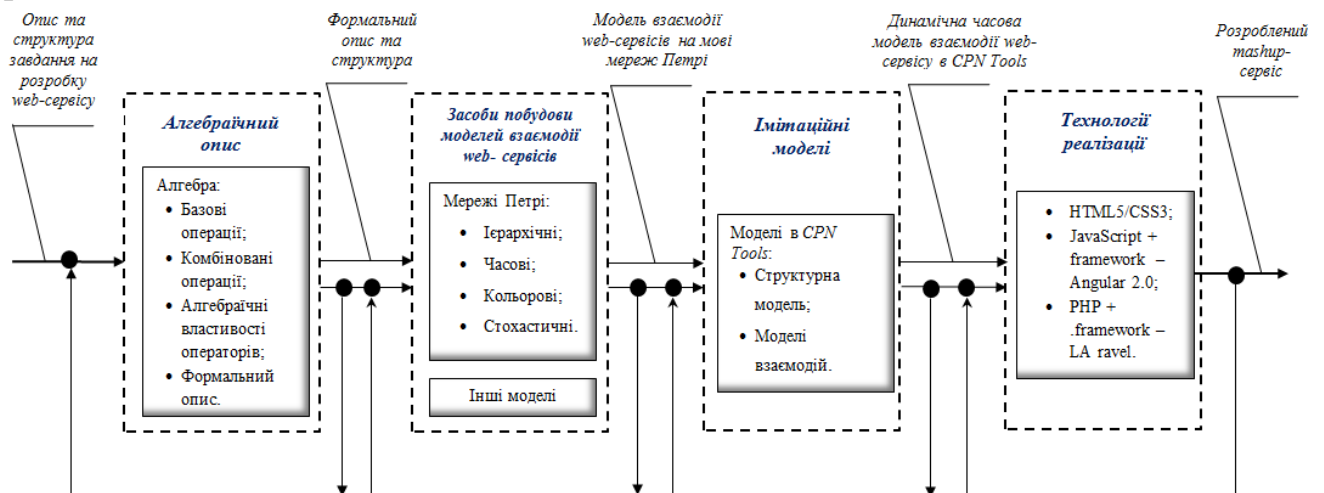 Опис та
структура
завдання на
розробку
web-сервісу
Формальний
опис та
структура
Модель взаємодії
web-сервісів на мові
мереж Петрі
Динамічна часова
модель взаємодії web-
сервісу в CPN Tools
Розроблений
mashup-
сервіс
Алгебраїчний
опис
Алгебра:
• Базові
операції;
• Комбіновані
операції;
• Алгебраїчні
властивості
операторів;
• Формальний
опис.
Засоби побудови
моделей взаємодії
web- сервісів
Мережі Петрі:
• Ієрархічні;
• Часові;
• Кольорові;
• Стохастичні.
Інші моделі
Імітаційні
моделі
Моделі в CPN
Tools:
• Структурна
модель;
• Моделі
взаємодій.
Технології
реалізації
• HTML5/CSS3;
• JavaScript +
framework –
Angular 2.0;
• PHP +
.framework –
LA ravel.